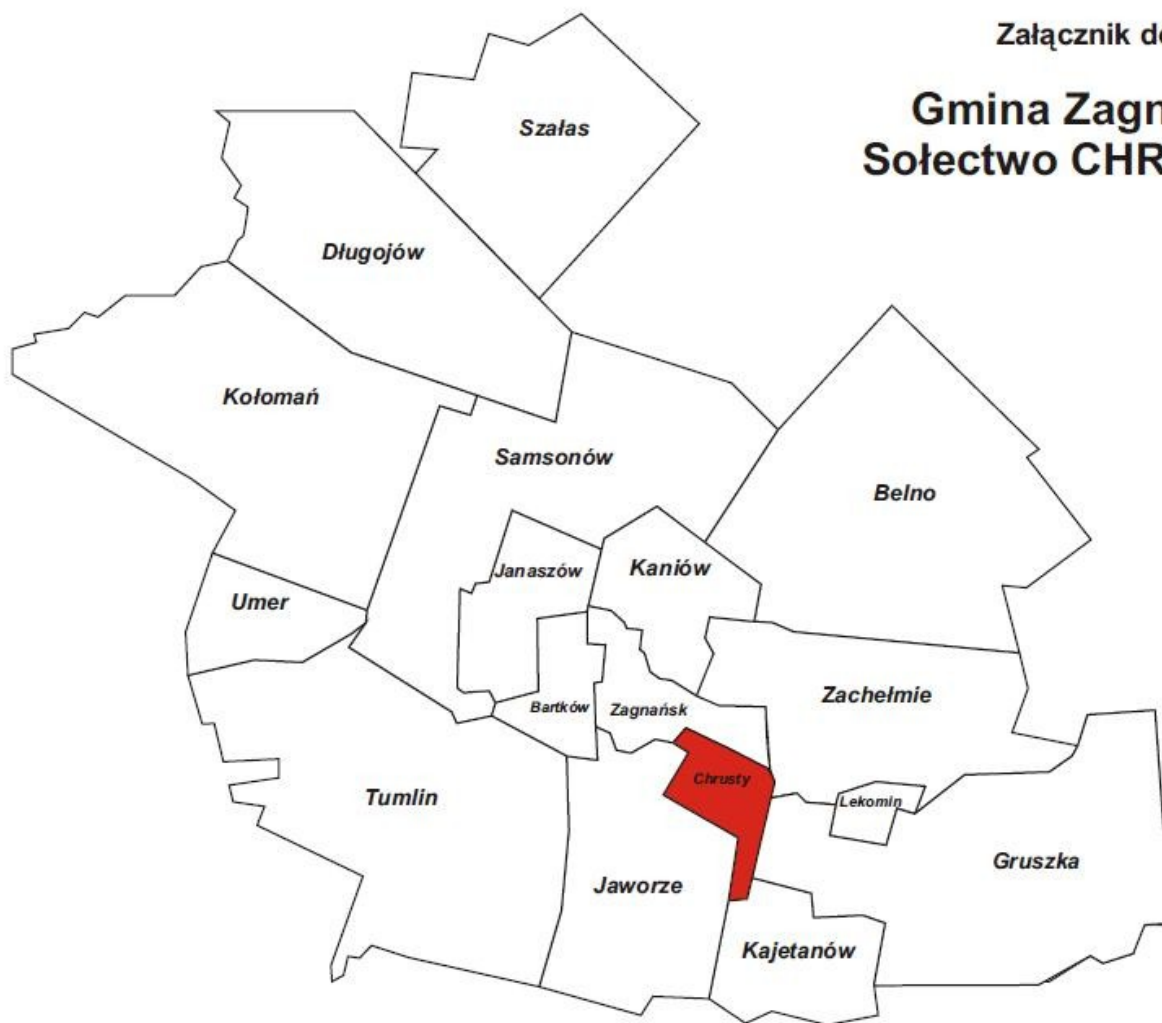 Załącznik do
Gmina Zagn
Sołectwo CHR
Szałas
Długojów
Kołomań
Samsonów
Belno
Janaszów
Kaniów
Umer
Zachełmie
Bartków
Zagnańsk
Chrusty
Tumlin
Lekomin
Gruszka
Jaworze
Kajetanów